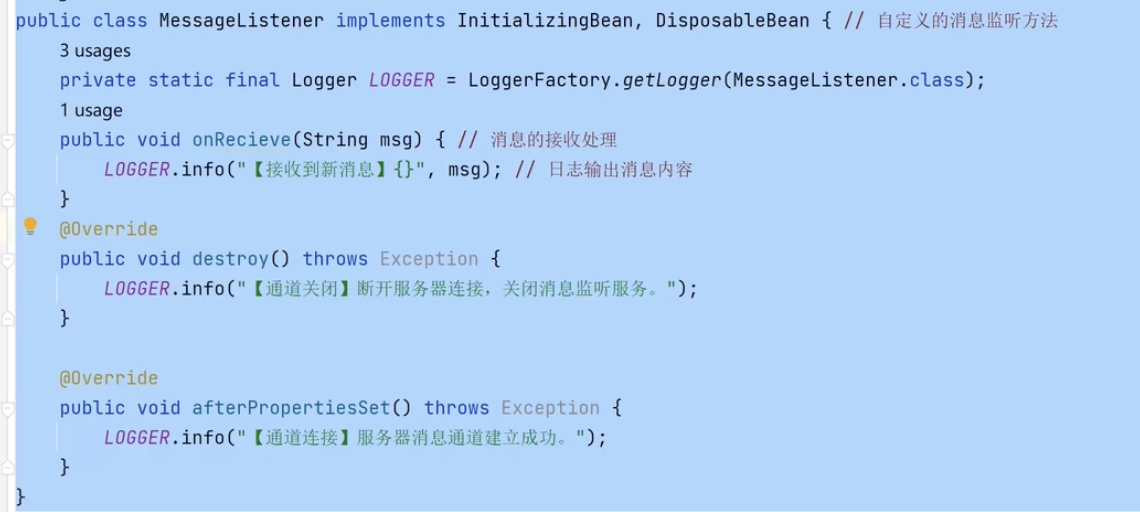 public class MessageListener implements InitializingBean, DisposableBean { // 自定义的消息监听方法
3 usages
private static final Logger LOGGER = LoggerFactory.getLogger(MessageListener.class);
1 usage
public void onRecieve(String msg) { // 消息的接收处理
LOGGER.info("【接收到新消息】{}", msg); // 日志输出消息内容
}
@Override
public void destroy() throws Exception {
LOGGER.info("【通道关闭】断开服务器连接，关闭消息监听服务。");
}
@Override
public void afterPropertiesSet() throws Exception {
LOGGER.info("【通道连接】服务器消息通道建立成功。");
}
}